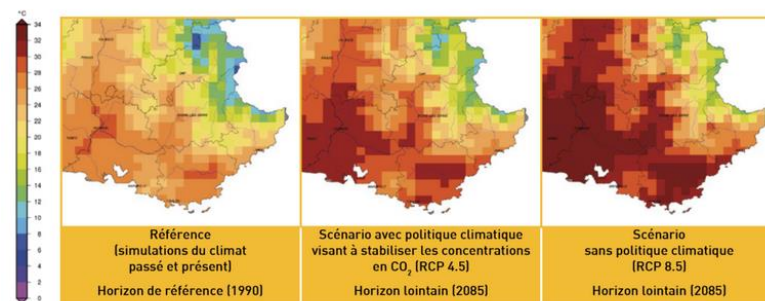 °C
34
32
30
28
26
24
22
20
18
16
14
12
10
8
6
4
2
0
Référence
(simulations du climat
passé et présent)
Horizon de référence (1990)
Scénario avec politique climatique
visant à stabiliser les concentrations
en CO₂ (RCP 4.5)
Horizon lointain (2085)
Scénario
sans politique climatique
(RCP 8.5)
Horizon lointain (2085)